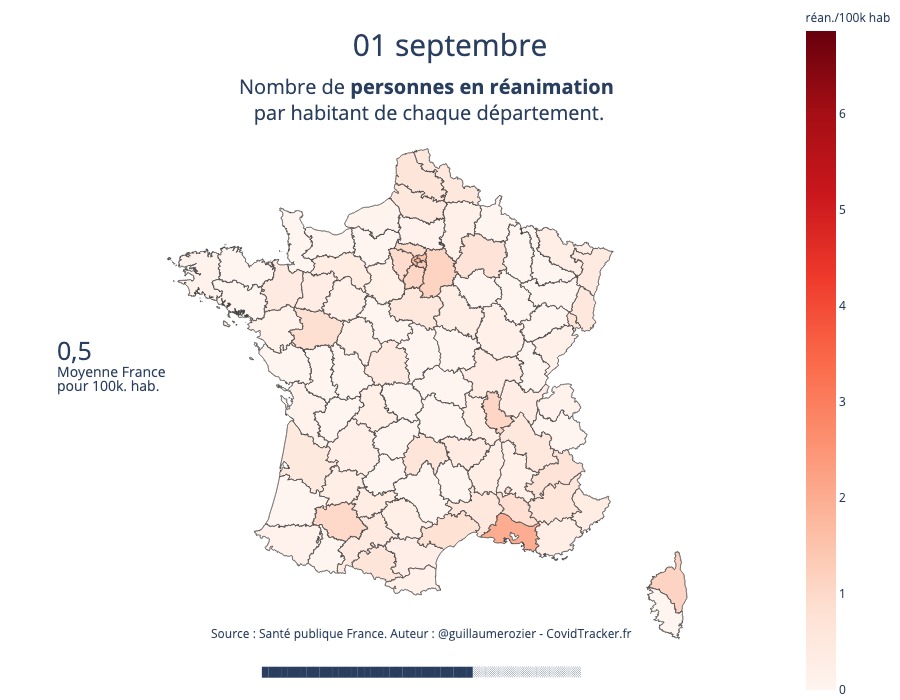 réan./100k hab
01 septembre
Nombre de personnes en réanimation
par habitant de chaque département.
6
5
4
3
2
1
0
0,5
Moyenne France
pour 100k. hab.
Source : Santé publique France. Auteur : @guillaumerozier - CovidTracker.fr